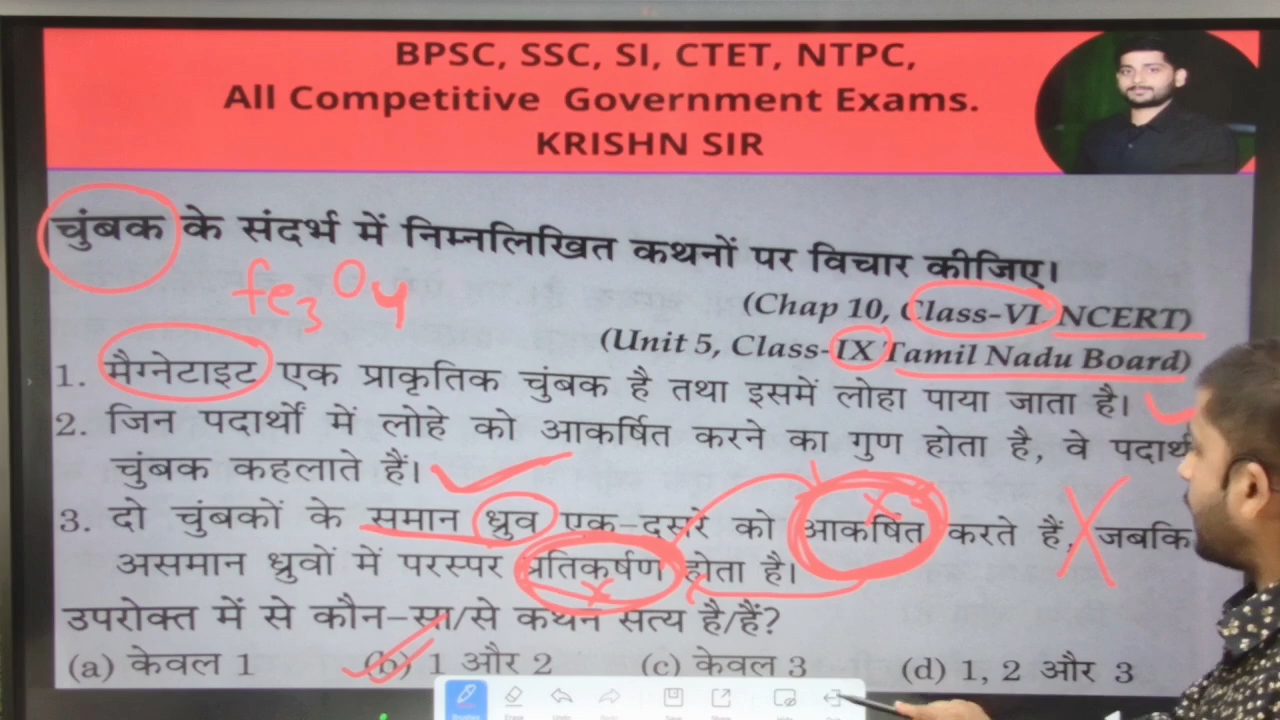 BPSC, SSC, SI, CTET, NTPC,
All Competitive Government Exams.
KRISHN SIR
चुंबक के संदर्भ में निम्नलिखित कथनों पर विचार कीजिए।
Fe3O4
(Chap 10, Class-VI NCERT)
(Unit 5, Class-IX Tamil Nadu Board)
1. मैग्नेटाइट एक प्राकृतिक चुंबक है तथा इसमें लोहा पाया जाता है।
2. जिन पदार्थों में लोहे को आकर्षित करने का गुण होता है, वे पदार्थ
चुंबक कहलाते हैं।
3. दो चुंबकों के समान ध्रुव एक-दूसरे को आकर्षित करते हैं, जबकि
असमान ध्रुवों में परस्पर प्रतिकर्षण होता है।
उपरोक्त में से कौन-सा/से कथन सत्य है/हैं?
(a) केवल 1 (b) 1 और 2 (c) केवल 3 (d) 1, 2 और 3